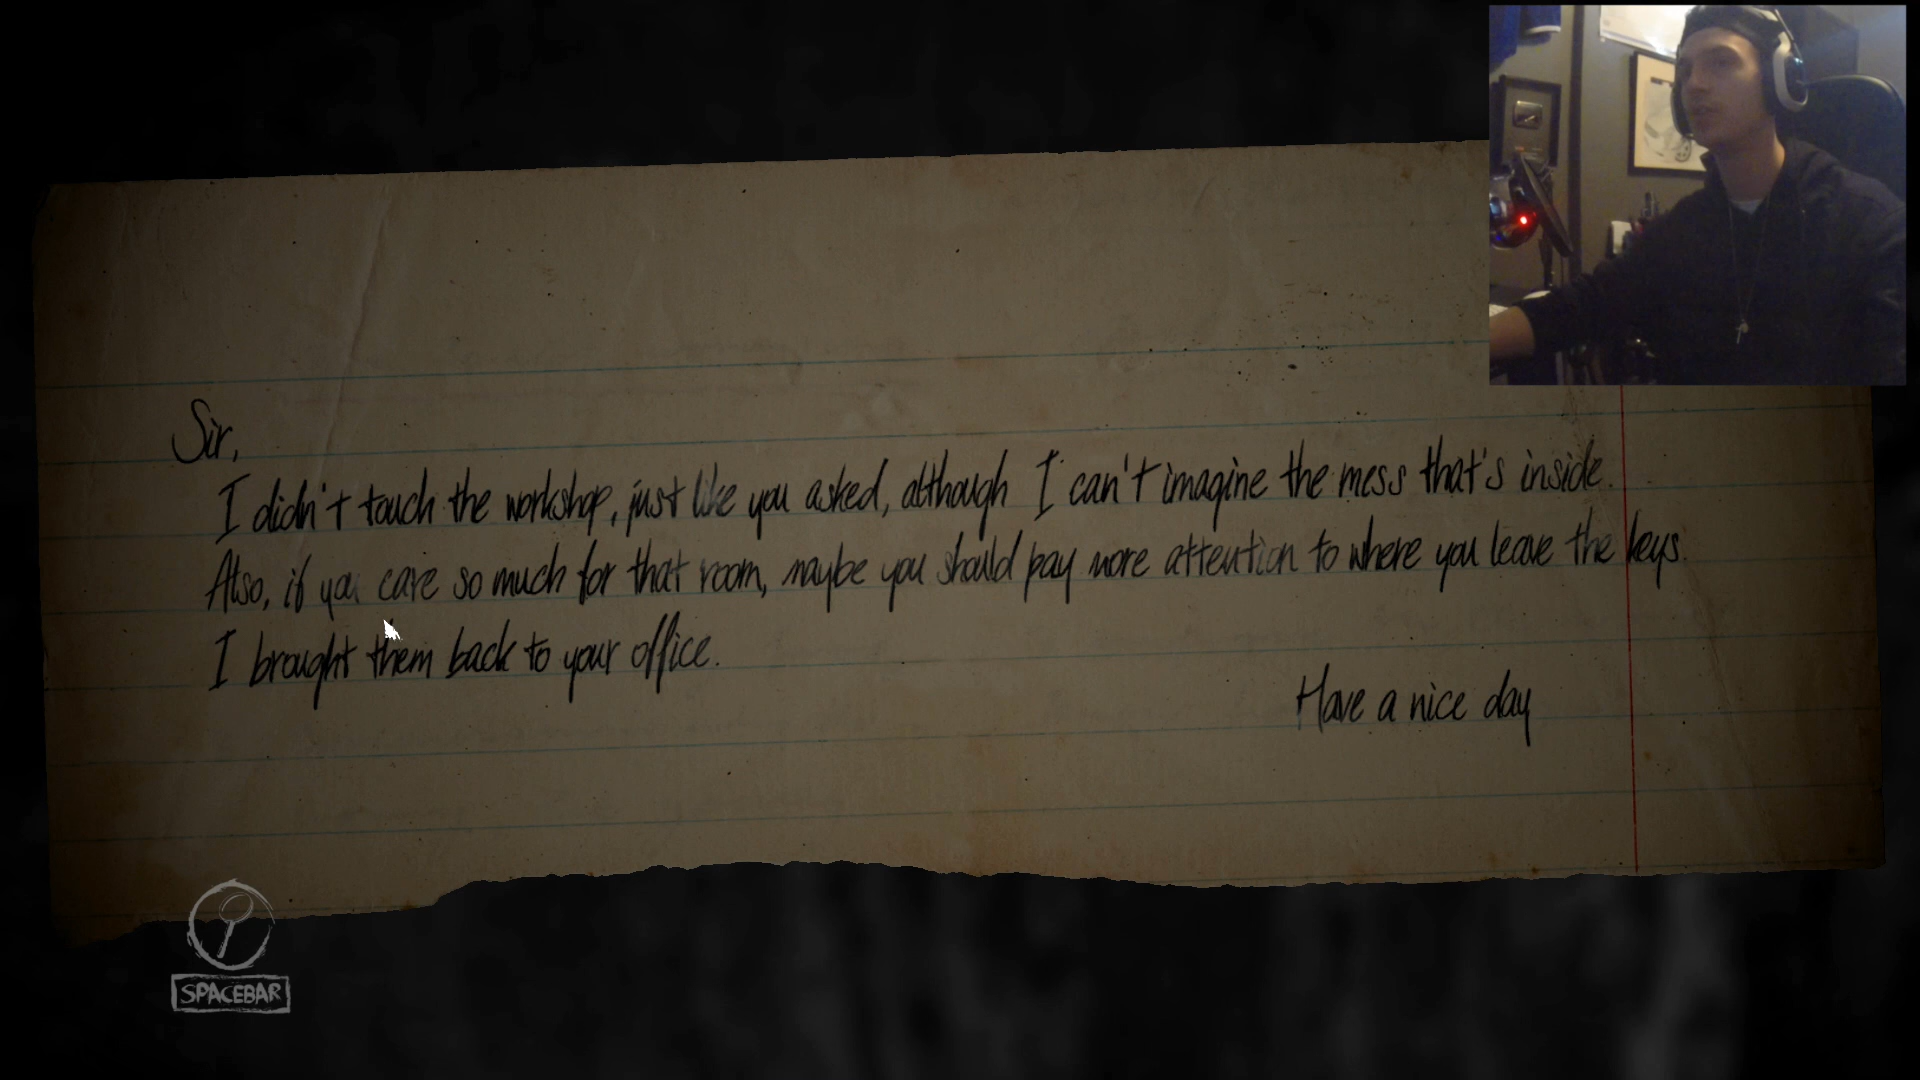 Sir,
I didn't touch the workshop, just like you asked, although I can't imagine the mess that's inside.
Also, if you care so much for that room, maybe you should pay more attention to where you leave the keys.
I brought them back to your office.
Have a nice day
SPACEBAR